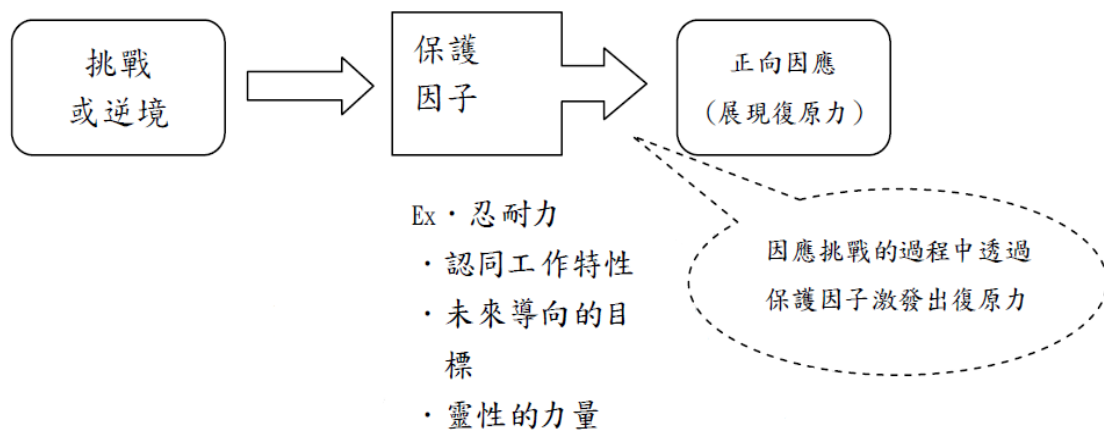 挑戰
或逆境
保護
因子
正向因應
(展現復原力)
Ex·忍耐力
·認同工作特性
·未來導向的目
標
·靈性的力量
因應挑戰的過程中透過
保護因子激發出復原力